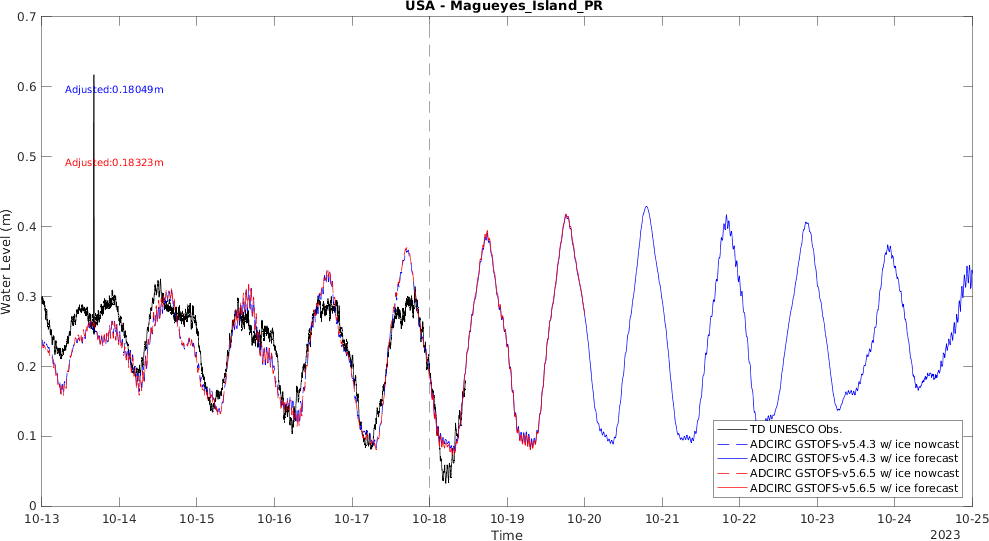 USA - Magueyes_Island_PR
0.7
0.6
0.5
0.4
0.3
0.2
0.1
0
Water Level (m)
Adjusted:0.18049m
Adjusted:0.18323m
TD UNESCO Obs.
ADCIRC GSTOFS-v5.4.3 w/ ice nowcast
ADCIRC GSTOFS-v5.4.3 w/ ice forecast
ADCIRC GSTOFS-v5.6.5 w/ ice nowcast
ADCIRC GSTOFS-v5.6.5 w/ ice forecast
10-13 10-14 10-15 10-16 10-17 10-18 10-19 10-20 10-21 10-22 10-23 10-24 10-25
Time
2023